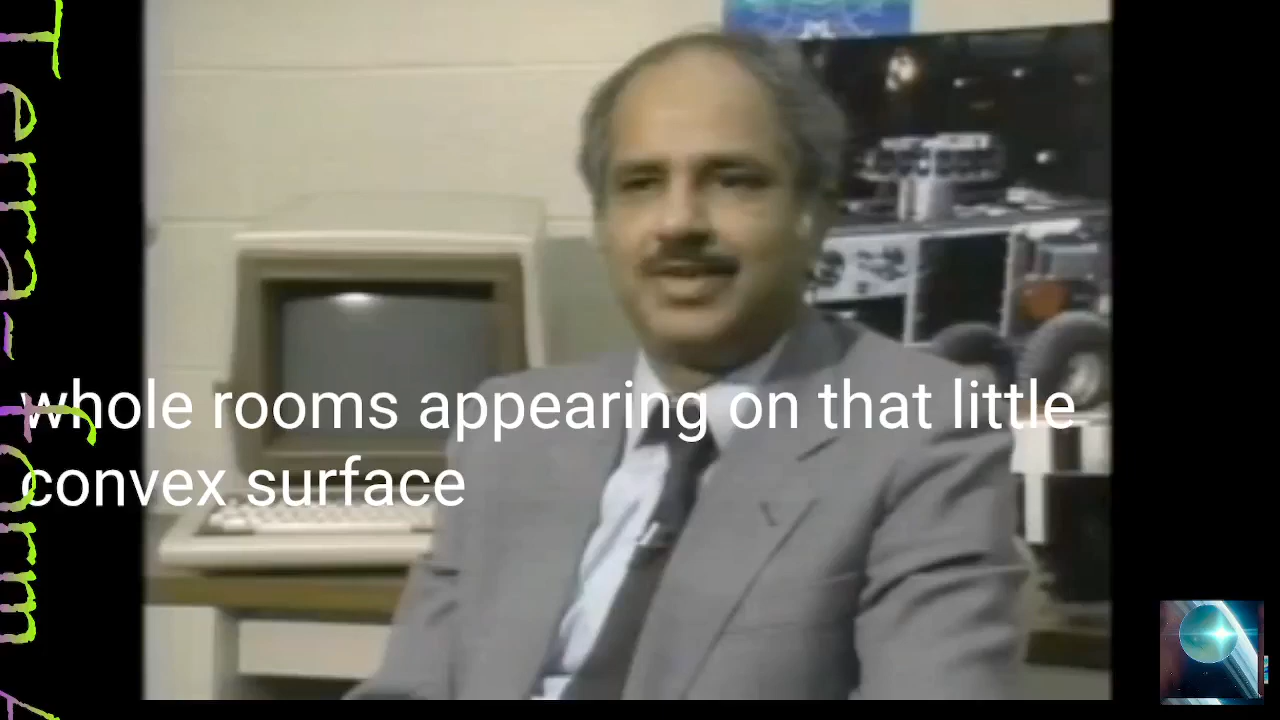 Terra-form A
whole rooms appearing on that little
convex surface